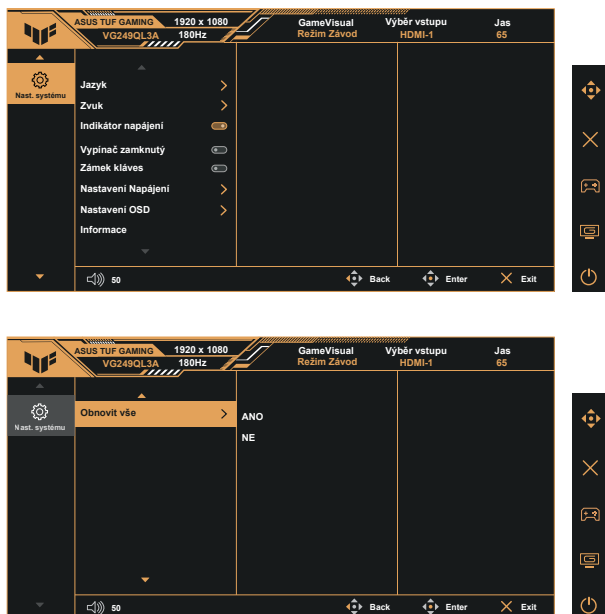 ASUS TUF GAMING 1920 x 1080 GameVisual Výběr vstupu Jas
VG249QL3A 180Hz Režim Závod HDMI-1 65
Nast. systému
Jazyk
Zvuk
Indikátor napájení
Vypínač zamknutý
Zámek kláves
Nastavení Napájení
Nastavení OSD
Informace
50 Back Enter Exit
ASUS TUF GAMING 1920 x 1080 GameVisual Výběr vstupu Jas
VG249QL3A 180Hz Režim Závod HDMI-1 65
Nast. systému
Obnovit vše
ANO
NE
50 Back Enter Exit